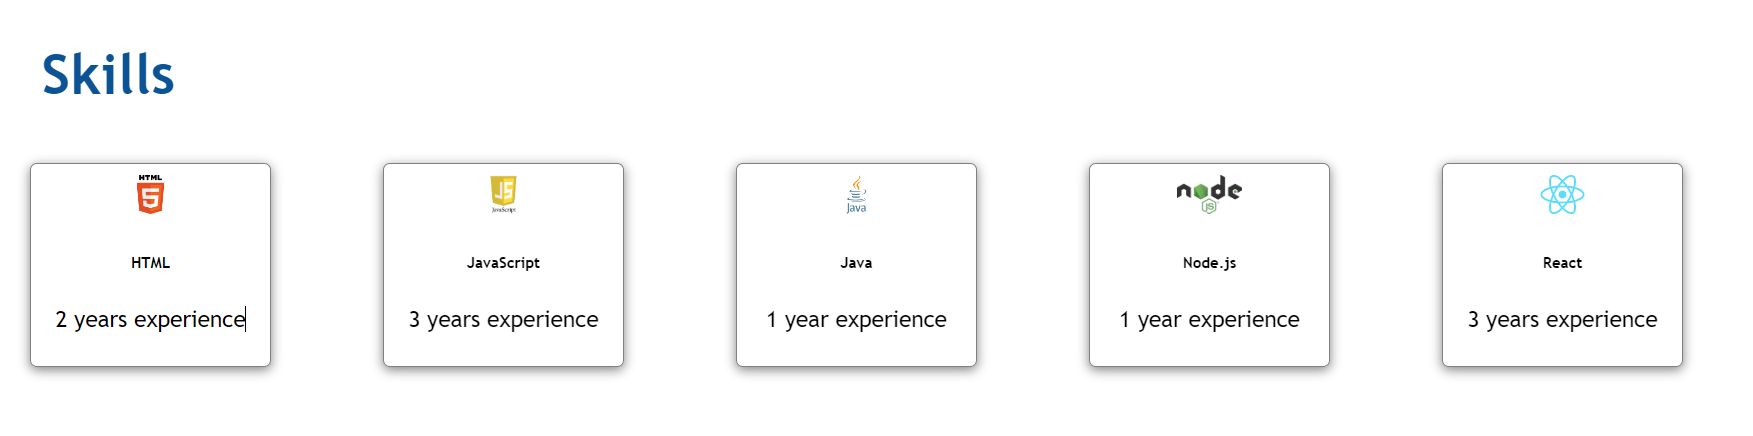 Skills
HTML
5
HTML
2 years experience
JS
JavaScript
JavaScript
3 years experience
Java
Java
1 year experience
node
JS
Node.js
1 year experience
React
3 years experience